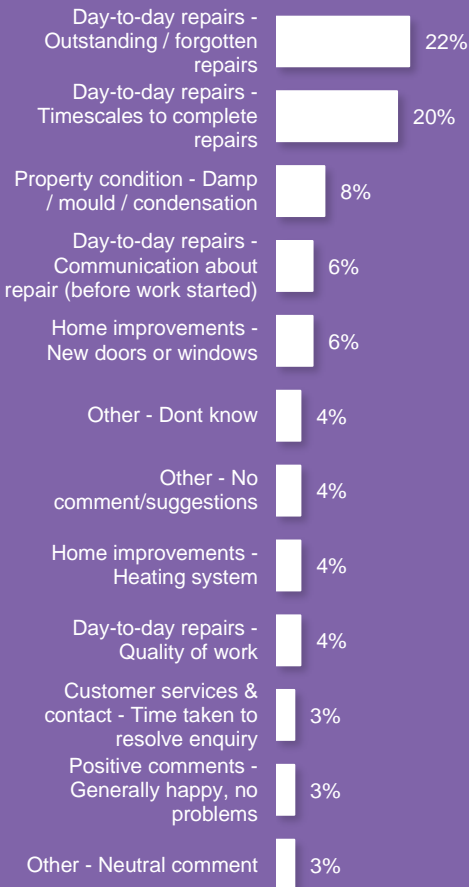 Day-to-day repairs -
Outstanding / forgotten
repairs
22%
Day-to-day repairs -
Timescales to complete
repairs
20%
Property condition - Damp
/ mould / condensation
8%
Day-to-day repairs -
Communication about
repair (before work started)
6%
Home improvements -
New doors or windows
6%
Other - Dont know
4%
Other - No
comment/suggestions
4%
Home improvements -
Heating system
4%
Day-to-day repairs -
Quality of work
4%
Customer services &
contact - Time taken to
resolve enquiry
3%
Positive comments -
Generally happy, no
problems
3%
Other - Neutral comment
3%